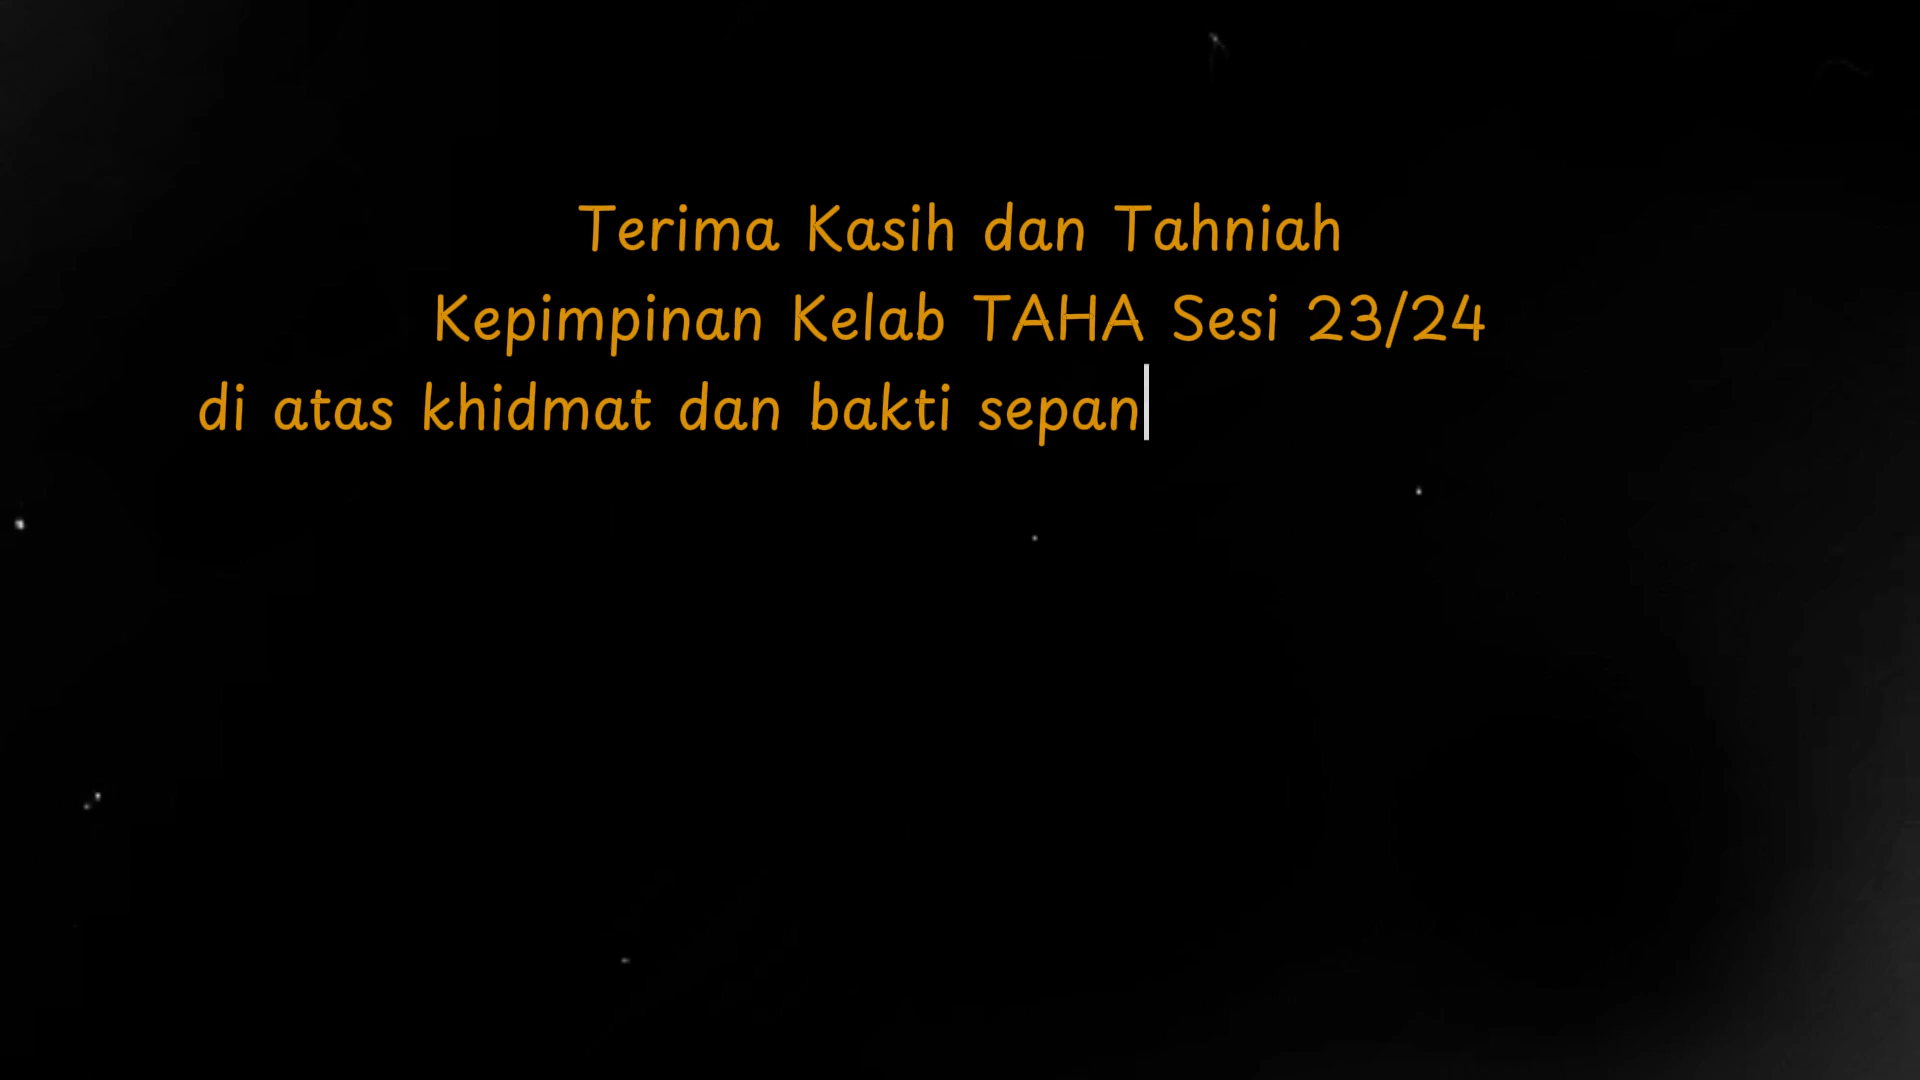 Terima Kasih dan Tahniah
Kepimpinan Kelab TAHA Sesi 23/24
di atas khidmat dan bakti sepan